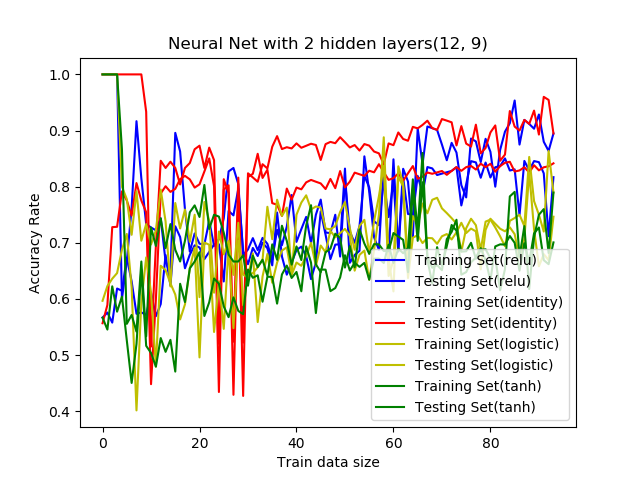 Neural Net with 2 hidden layers(12, 9)
1.0
0.9
0.8
0.7
0.6
0.5
0.4
Accuracy Rate
0 20 40 60 80
Train data size
Training Set(relu)
Testing Set(relu)
Training Set(identity)
Testing Set(identity)
Training Set(logistic)
Testing Set(logistic)
Training Set(tanh)
Testing Set(tanh)